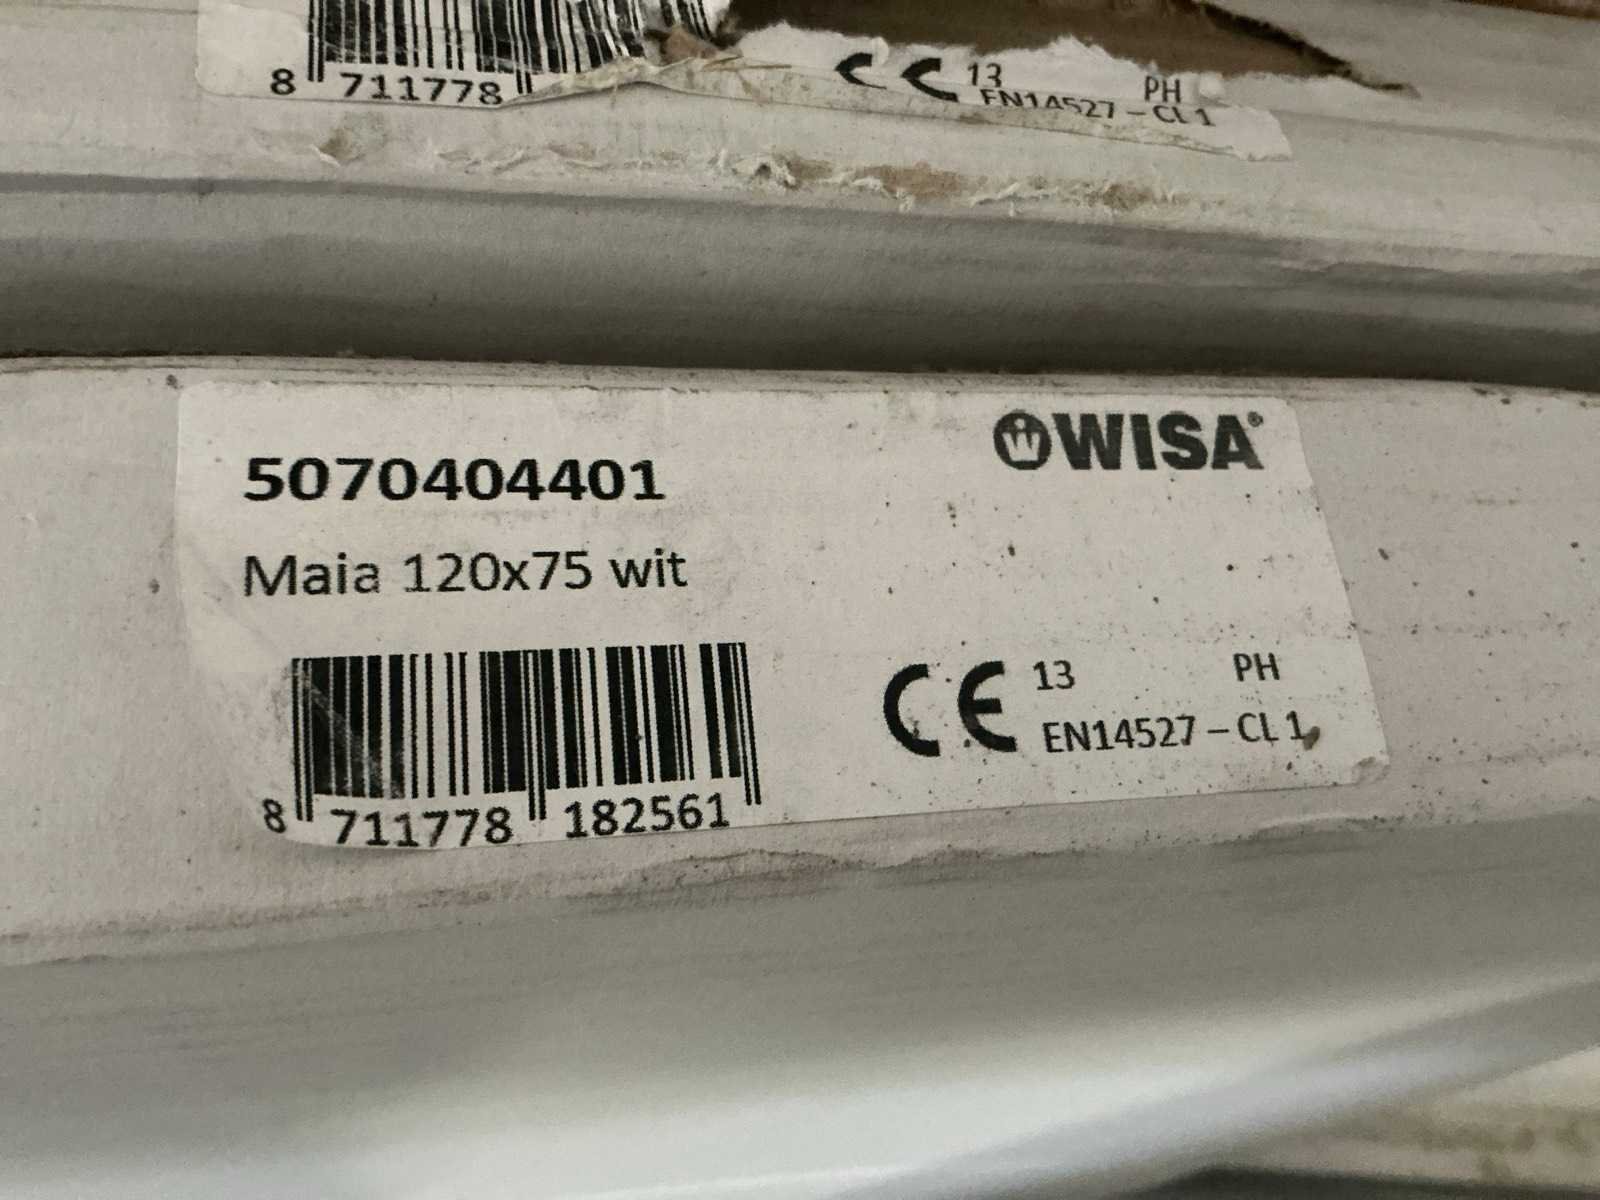 8 711778
13 PH
EN14527 – CL 1
WISA®
5070404401
Maia 120x75 wit
CE 13 PH
EN14527 – CL 1
8 711778 182561